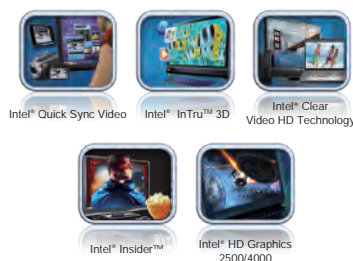 Intel® Quick Sync Video
Intel® InTru™ 3D
Intel® Clear
Video HD Technology
Intel® Insider™
Intel® HD Graphics
2500/4000